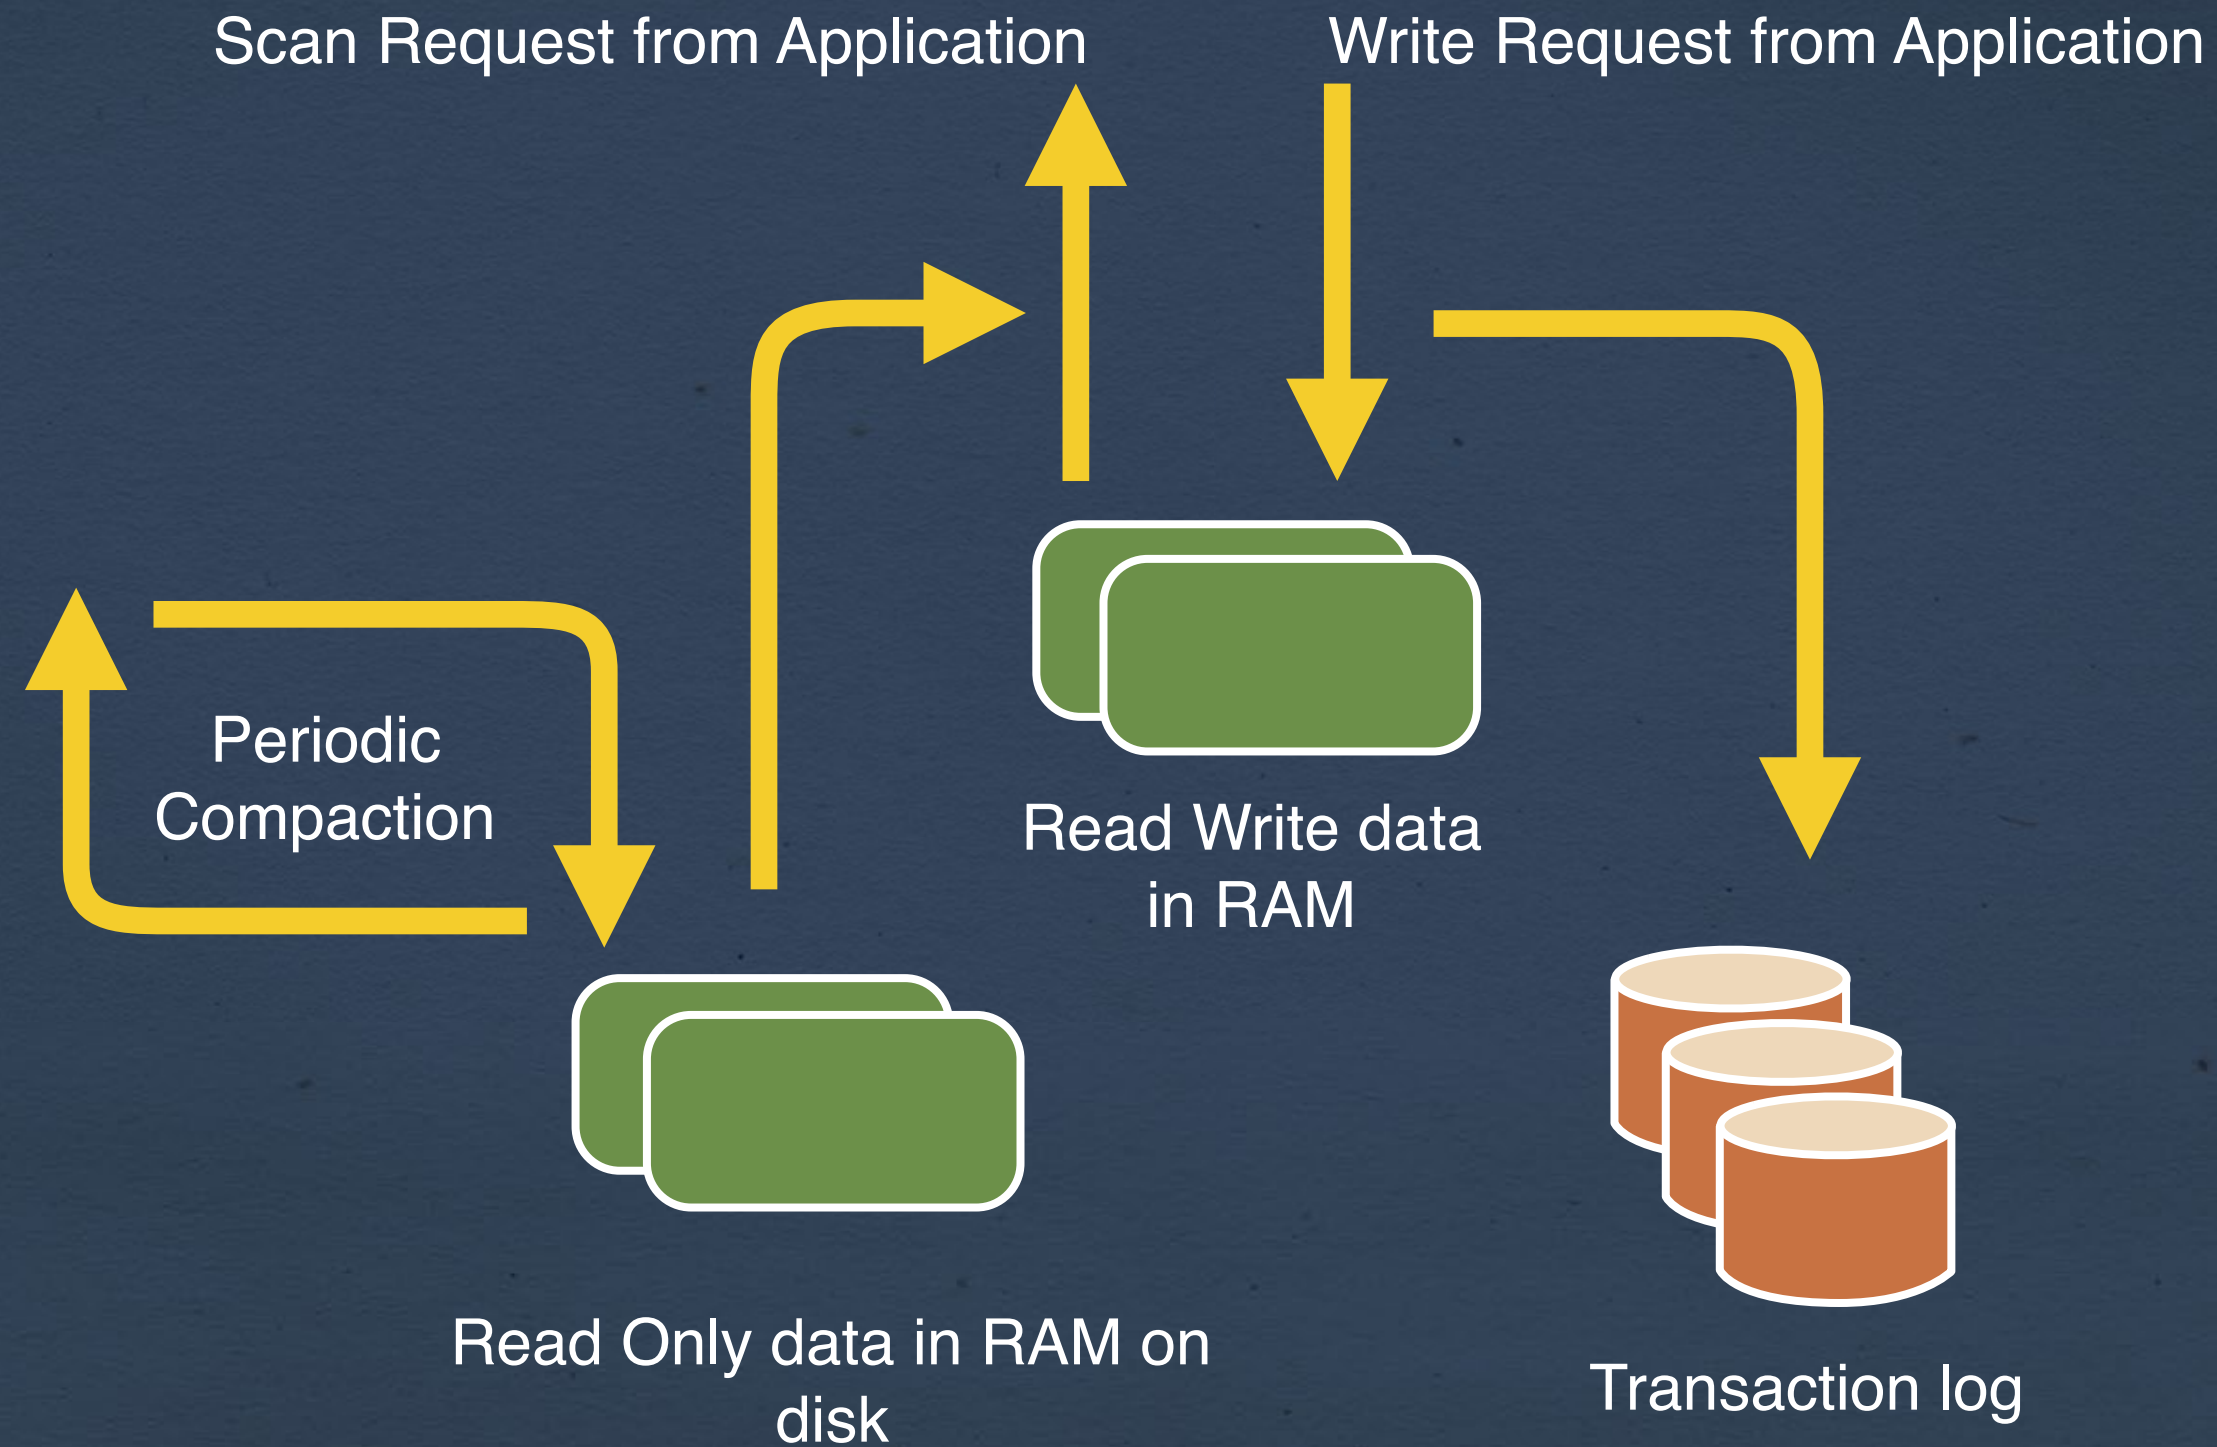 Scan Request from Application
Write Request from Application
Periodic
Compaction
Read Write data
in RAM
Read Only data in RAM on
disk
Transaction log